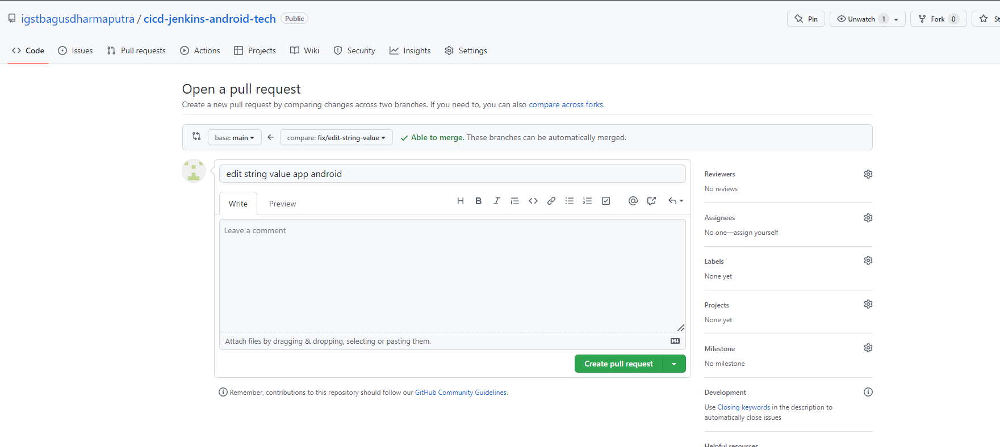 igstbagusdharmaputra / cicd-jenkins-android-tech Public
Pin Unwatch 1 Fork 0 St
Code Issues Pull requests Actions Projects Wiki Security Insights Settings
Open a pull request
Create a new pull request by comparing changes across two branches. If you need to, you can also compare across forks.
base: main compare: fix/edit-string-value Able to merge. These branches can be automatically merged.
edit string value app android
Write Preview
Leave a comment
Attach files by dragging & dropping, selecting or pasting them.
Create pull request
Remember, contributions to this repository should follow our GitHub Community Guidelines.
Reviewers
No reviews
Assignees
No one—assign yourself
Labels
None yet
Projects
None yet
Milestone
No milestone
Development
Use Closing keywords in the description to
automatically close issues
Helpful resources